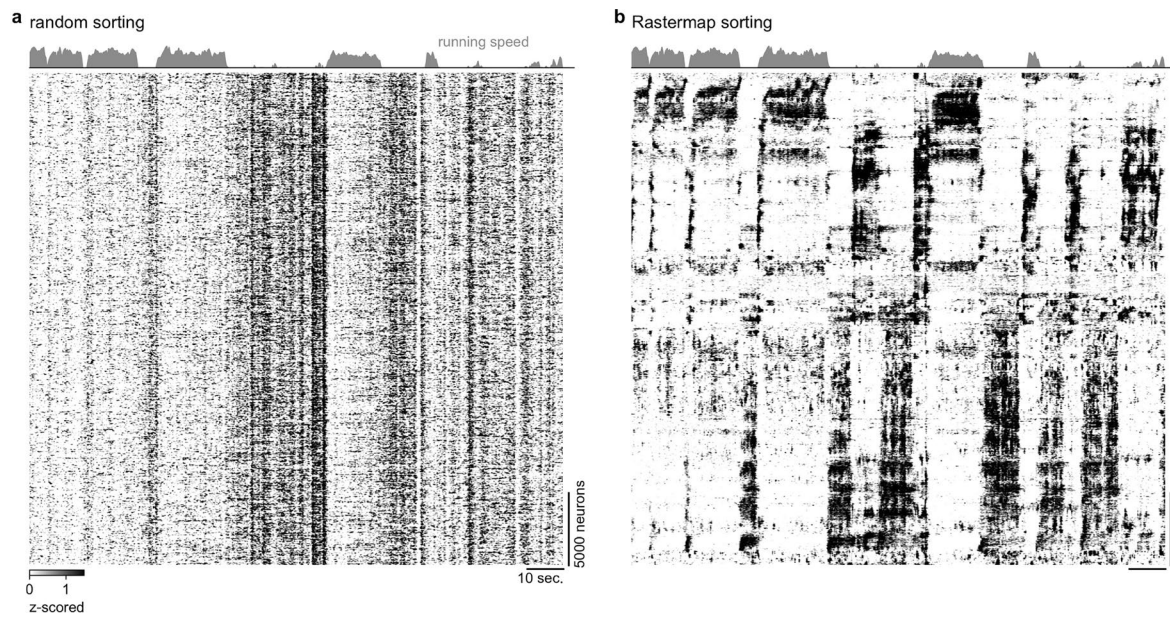 a random sorting
running speed
b Rastermap sorting
5000 neurons
10 sec.
0 1
z-scored